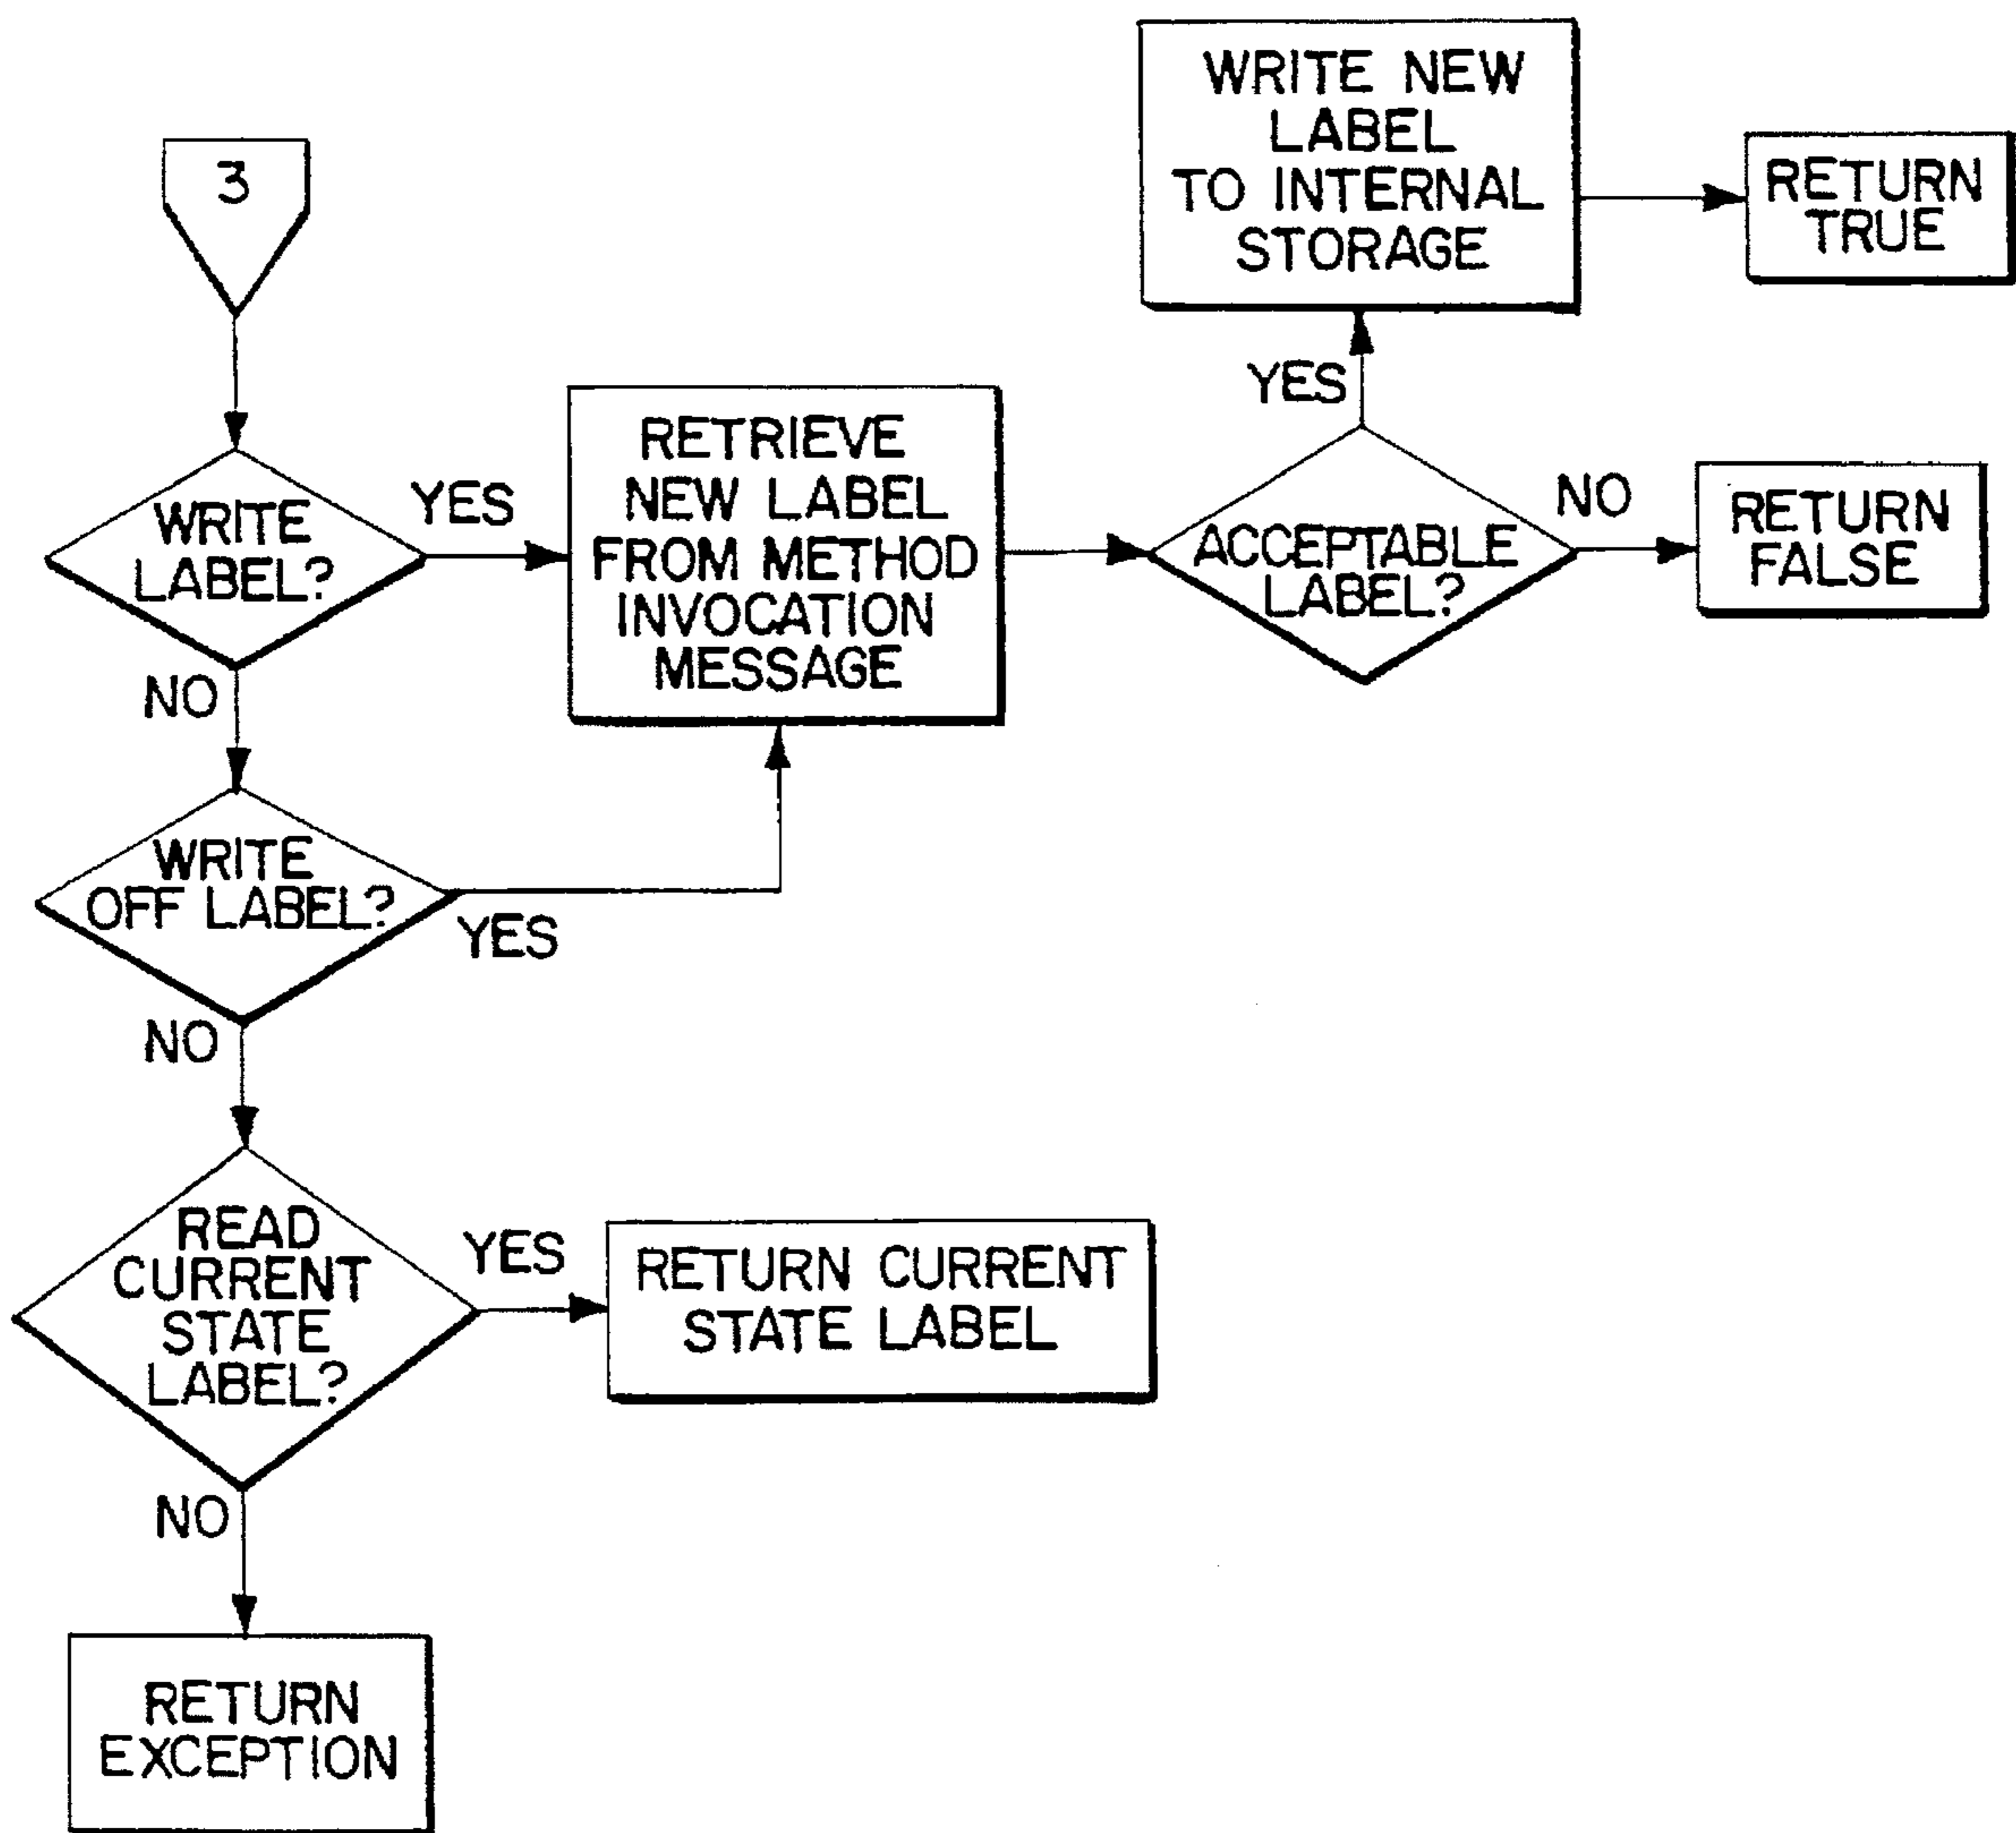 3
WRITE
LABEL?
YES
NO
RETRIEVE
NEW LABEL
FROM METHOD
INVOCATION
MESSAGE
ACCEPTABLE
LABEL?
YES
WRITE NEW
LABEL
TO INTERNAL
STORAGE
RETURN
TRUE
NO
RETURN
FALSE
WRITE
OFF LABEL?
YES
NO
READ
CURRENT
STATE
LABEL?
YES
RETURN CURRENT
STATE LABEL
NO
RETURN
EXCEPTION